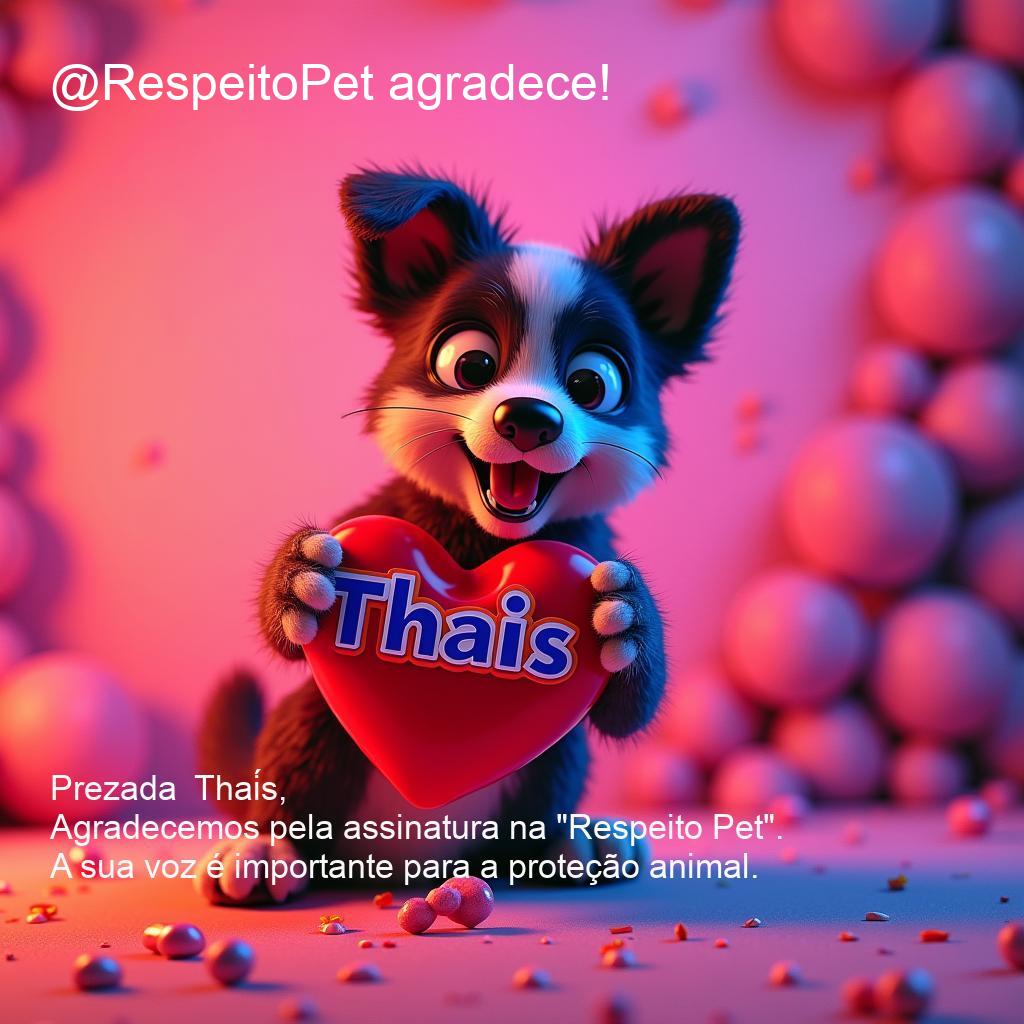 @RespeitoPet agradece!
Thais
Prezada  Thaís,
Agradecemos pela assinatura na "Respeito Pet".
A sua voz é importante para a proteção animal.